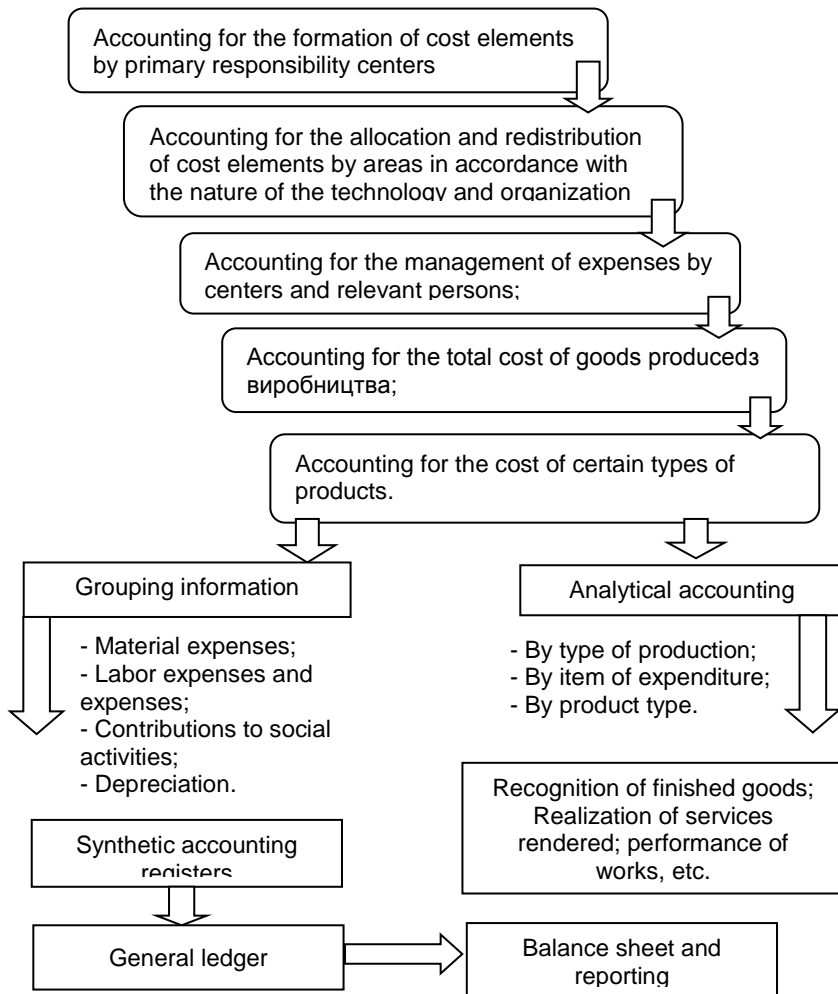 Accounting for the formation of cost elements
by primary responsibility centers
Accounting for the allocation and redistribution
of cost elements by areas in accordance with
the nature of the technology and organization
Accounting for the management of expenses by
centers and relevant persons;
Accounting for the total cost of goods producedз
виробництва;
Accounting for the cost of certain types of
products.
Grouping information
- Material expenses;
- Labor expenses and
expenses;
- Contributions to social
activities;
- Depreciation.
Analytical accounting
- By type of production;
- By item of expenditure;
- By product type.
Recognition of finished goods;
Realization of services
rendered; performance of
works, etc.
Synthetic accounting
registers
General ledger
Balance sheet and
reporting